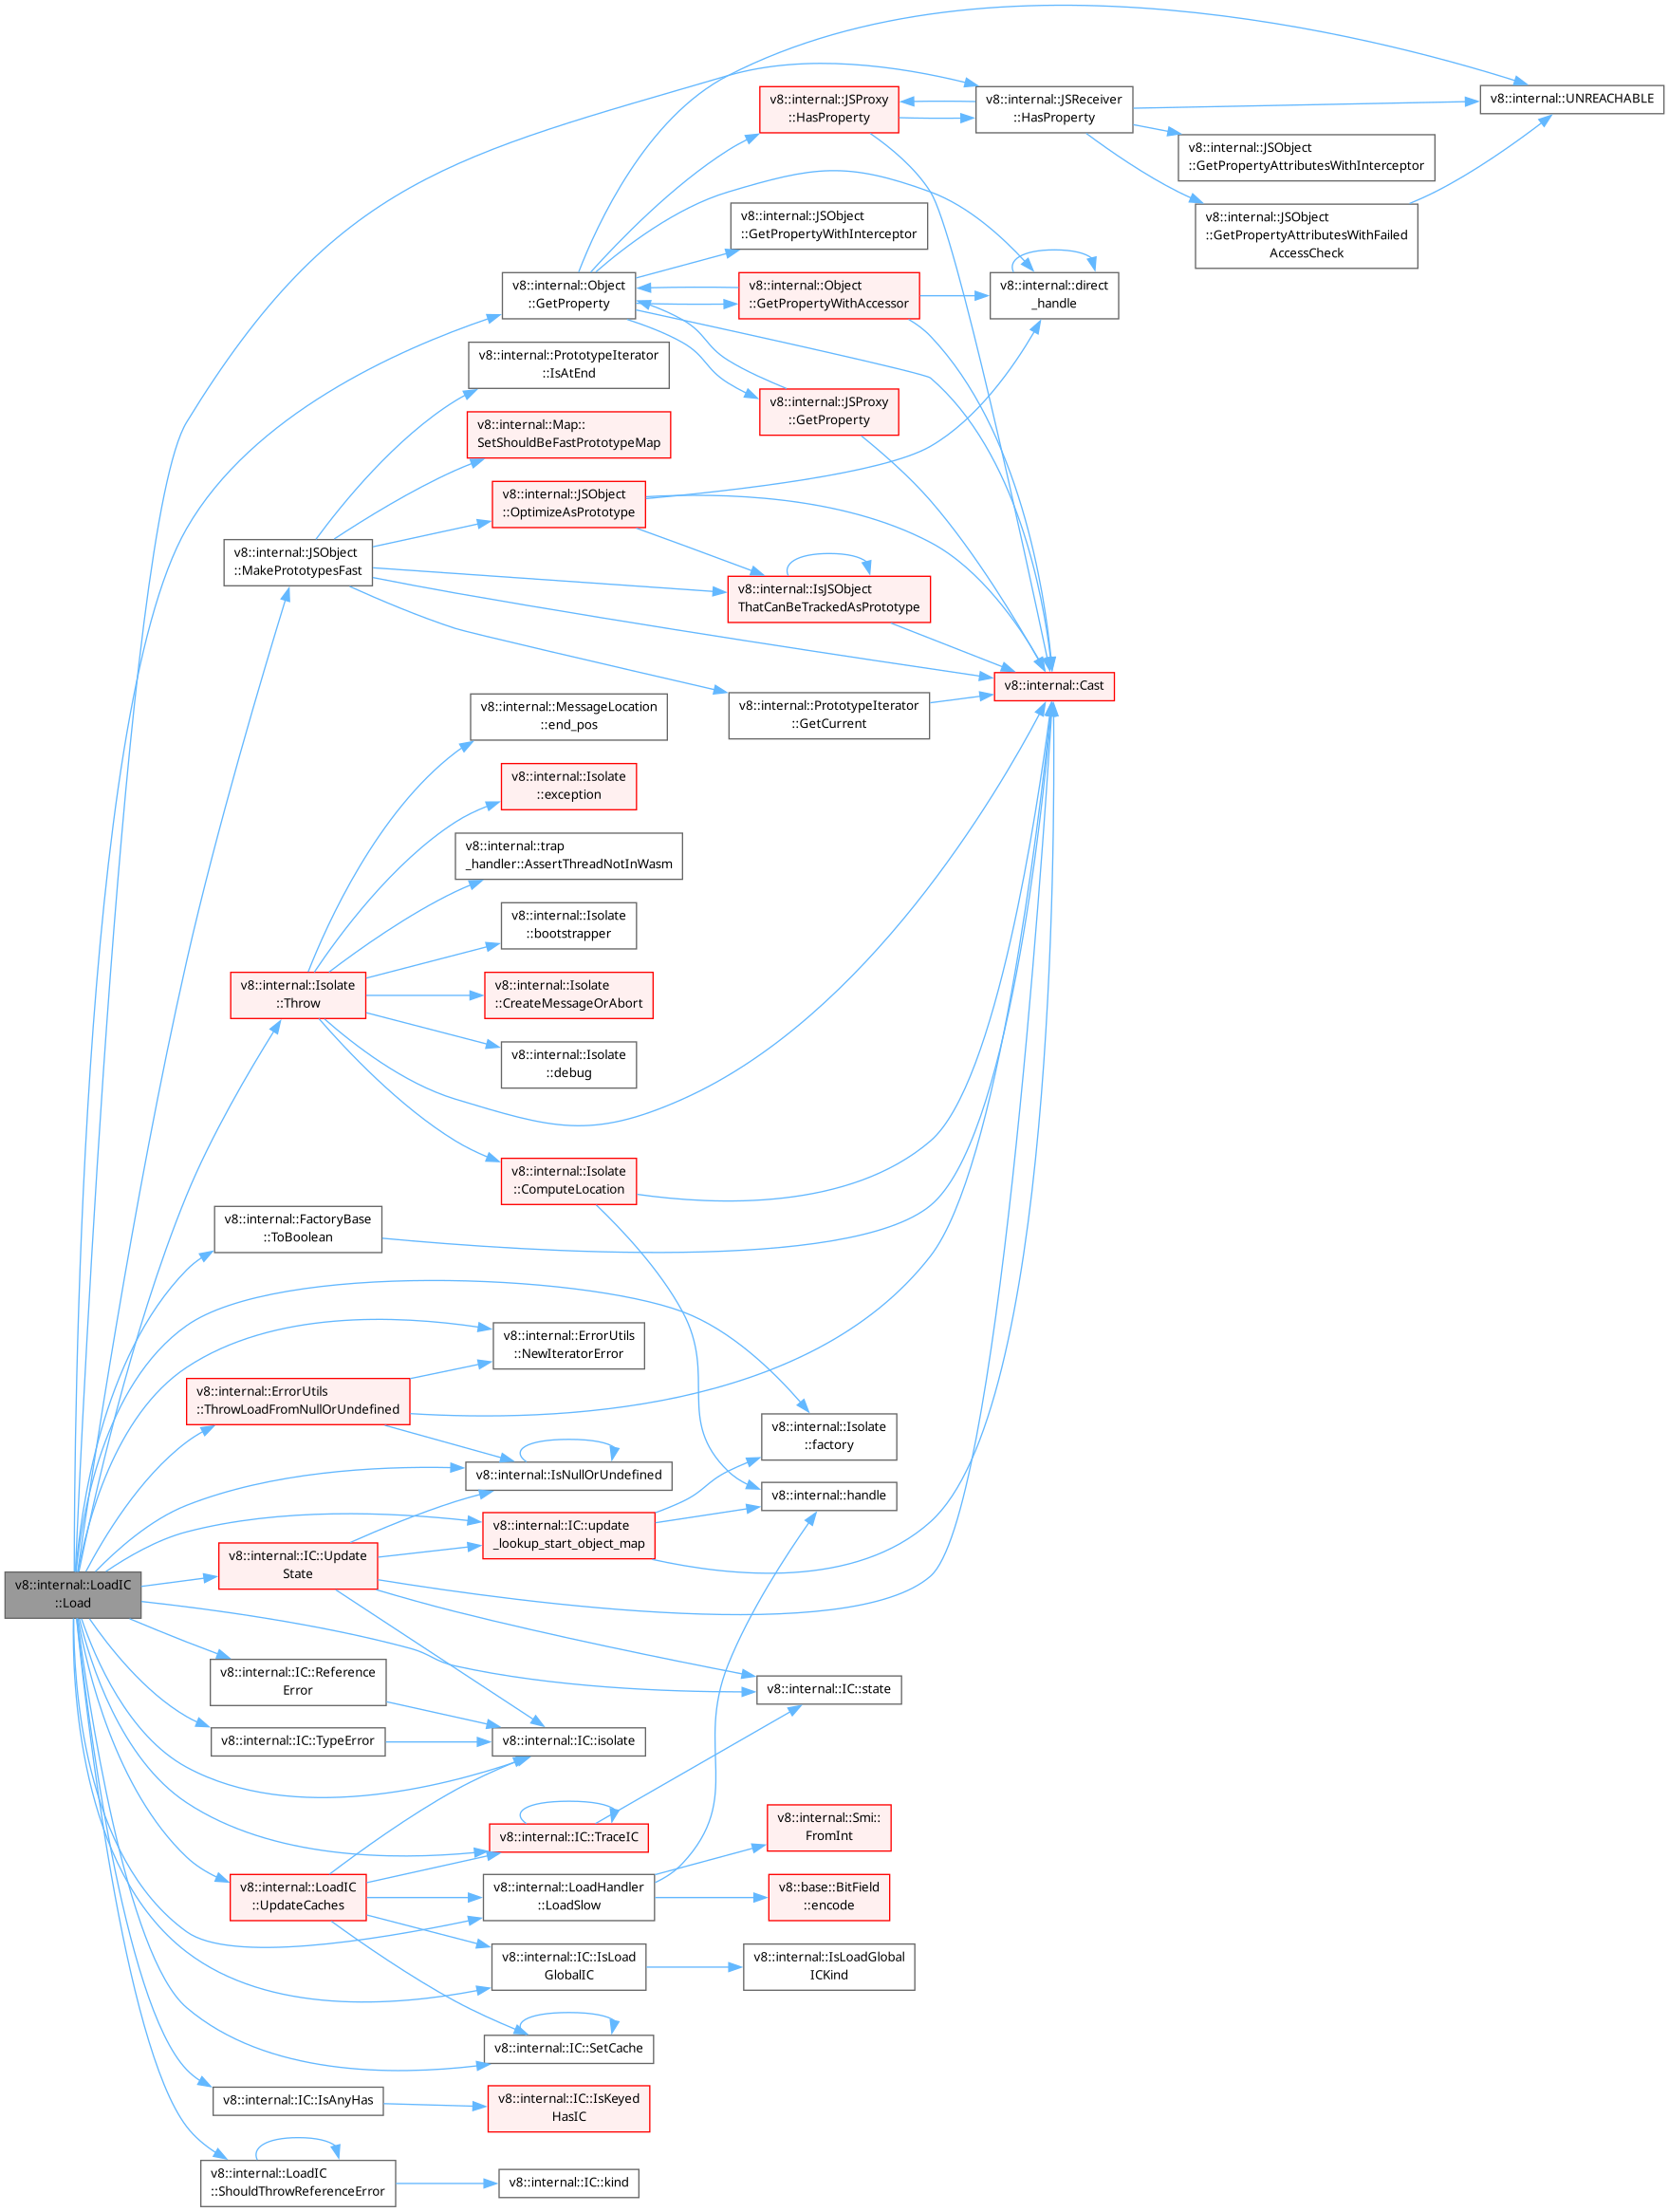 v8::internal::JSProxy
::HasProperty
v8::internal::JSReceiver
::HasProperty
v8::internal::UNREACHABLE
v8::internal::JSObject
::GetPropertyAttributesWithInterceptor
v8::internal::JSObject
::GetPropertyAttributesWithFailed
AccessCheck
v8::internal::JSObject
::GetPropertyWithInterceptor
v8::internal::Object
::GetProperty
v8::internal::Object
::GetPropertyWithAccessor
v8::internal::direct
_handle
v8::internal::PrototypeIterator
::IsAtEnd
v8::internal::JSProxy
::GetProperty
v8::internal::Map::
SetShouldBeFastPrototypeMap
v8::internal::JSObject
::OptimizeAsPrototype
v8::internal::JSObject
::MakePrototypesFast
v8::internal::IsJSObject
ThatCanBeTrackedAsPrototype
v8::internal::Cast
v8::internal::PrototypeIterator
::GetCurrent
v8::internal::MessageLocation
::end_pos
v8::internal::Isolate
::exception
v8::internal::trap
_handler::AssertThreadNotInWasm
v8::internal::Isolate
::bootstrapper
v8::internal::Isolate
::Throw
v8::internal::Isolate
::CreateMessageOrAbort
v8::internal::Isolate
::debug
v8::internal::Isolate
::ComputeLocation
v8::internal::FactoryBase
::ToBoolean
v8::internal::ErrorUtils
::NewIteratorError
v8::internal::ErrorUtils
::ThrowLoadFromNullOrUndefined
v8::internal::Isolate
::factory
v8::internal::IsNullOrUndefined
v8::internal::handle
v8::internal::IC::update
_lookup_start_object_map
v8::internal::IC::Update
State
v8::internal::LoadIC
::Load
v8::internal::IC::Reference
Error
v8::internal::IC::state
v8::internal::IC::TypeError
v8::internal::IC::isolate
v8::internal::IC::TraceIC
v8::internal::Smi::
FromInt
v8::internal::LoadIC
::UpdateCaches
v8::internal::LoadHandler
::LoadSlow
v8::base::BitField
::encode
v8::internal::IC::IsLoad
GlobalIC
v8::internal::IsLoadGlobal
ICKind
v8::internal::IC::SetCache
v8::internal::IC::IsAnyHas
v8::internal::IC::IsKeyed
HasIC
v8::internal::LoadIC
::ShouldThrowReferenceError
v8::internal::IC::kind